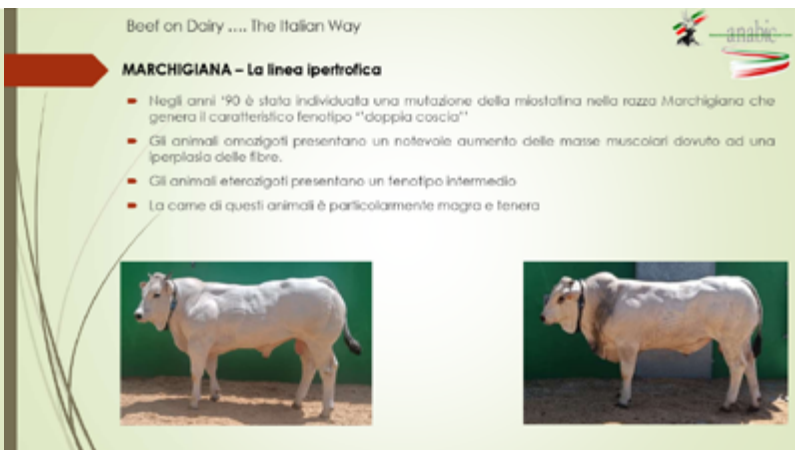 Beef on Dairy .... The Italian Way
anabic
MARCHIGIANA – La linea ipertrofica
Negli anni '90 è stata individuata una mutazione della miostatina nella razza Marchigiana che
genera il caratteristico fenotipo "doppia coscia"
Gli animali omozigoti presentano un notevole aumento delle masse muscolari dovuto ad una
iperplasia delle fibre.
Gli animali eterozigoti presentano un fenotipo intermedio
La carne di questi animali è particolarmente magra e tenera